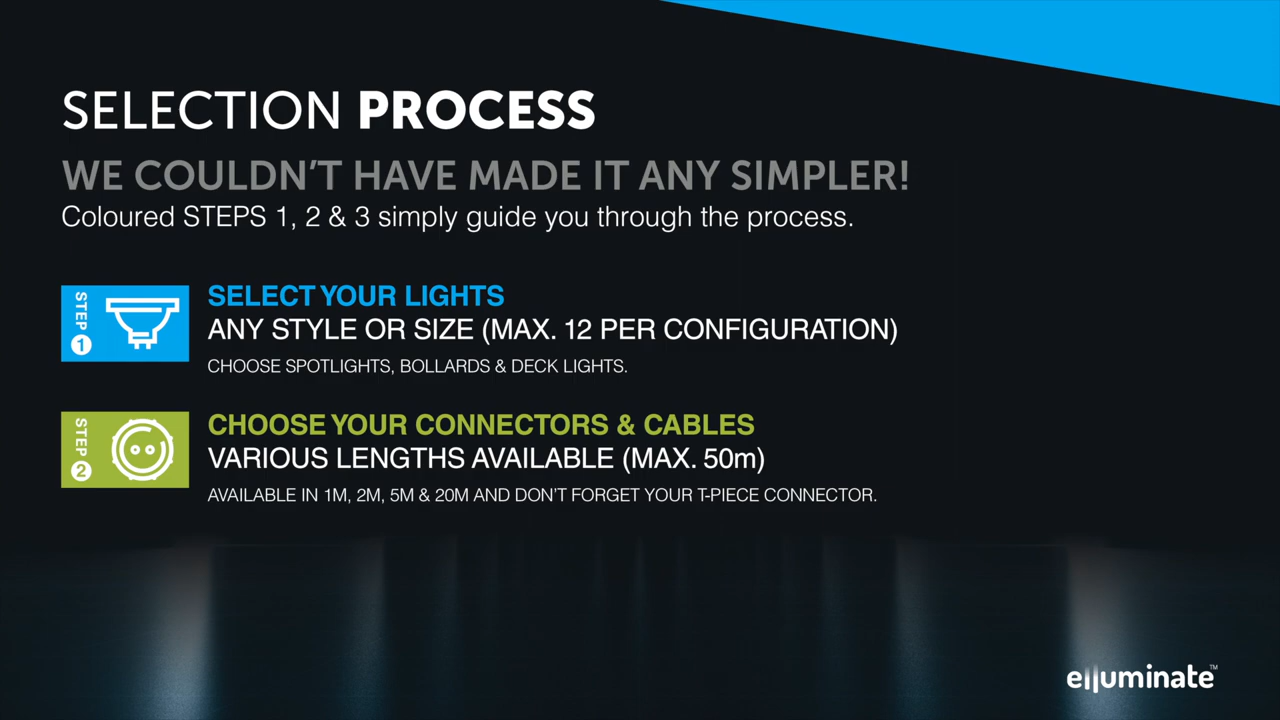 SELECTION PROCESS
WE COULDN'T HAVE MADE IT ANY SIMPLER!
Coloured STEPS 1, 2 & 3 simply guide you through the process.
STEP 1
SELECT YOUR LIGHTS
ANY STYLE OR SIZE (MAX. 12 PER CONFIGURATION)
CHOOSE SPOTLIGHTS, BOLLARDS & DECK LIGHTS.
STEP 2
CHOOSE YOUR CONNECTORS & CABLES
VARIOUS LENGTHS AVAILABLE (MAX. 50m)
AVAILABLE IN 1M, 2M, 5M & 20M AND DON'T FORGET YOUR T-PIECE CONNECTOR.
elluminate™